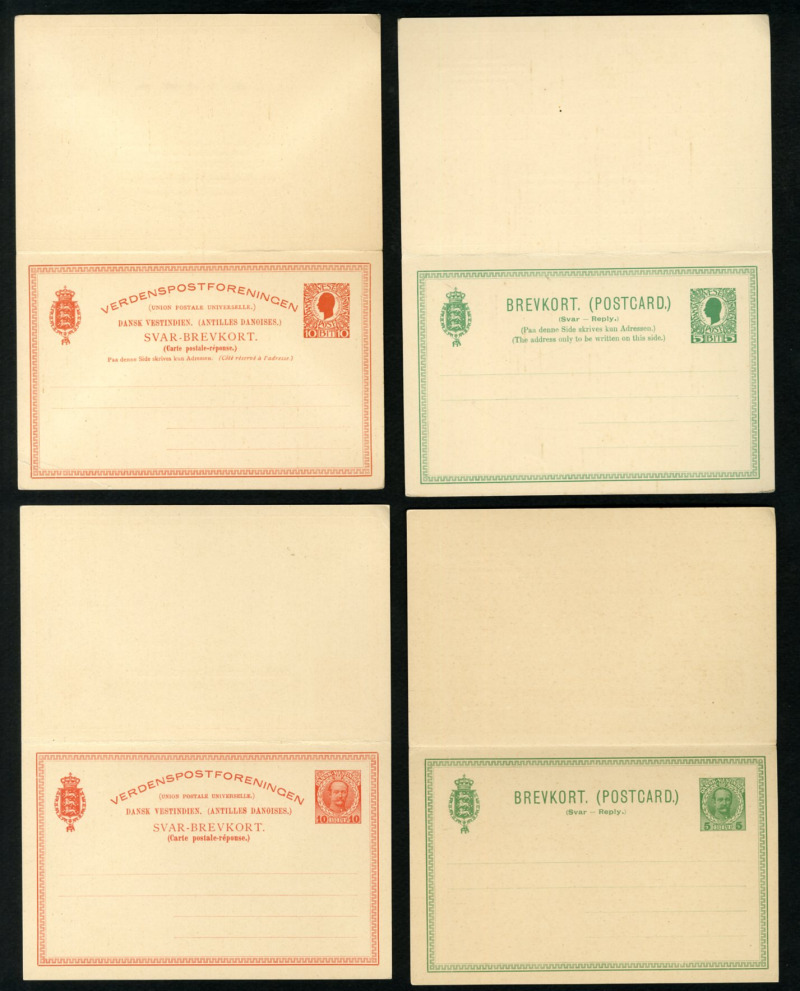 VERDENSPOSTFORENINGEN
(UNION POSTALE UNIVERSELLE.)
DANSK VESTINDIEN. (ANTILLES DANOISES.)
SVAR-BREVKORT.
(Carte postale-réponse.)
Paa denne Side skrives kun Adressen. (Côté réservé à l'adresse.)
10 BIT 10
BREVKORT. (POSTCARD.)
(Svar – Reply.)
(Paa denne Side skrives kun Adressen.)
(The address only to be written on this side.)
5 BIT 5
VERDENSPOSTFORENINGEN
(UNION POSTALE UNIVERSELLE.)
DANSK VESTINDIEN. (ANTILLES DANOISES.)
SVAR-BREVKORT.
(Carte postale-réponse.)
10 10
BREVKORT. (POSTCARD.)
(Svar – Reply.)
5 5